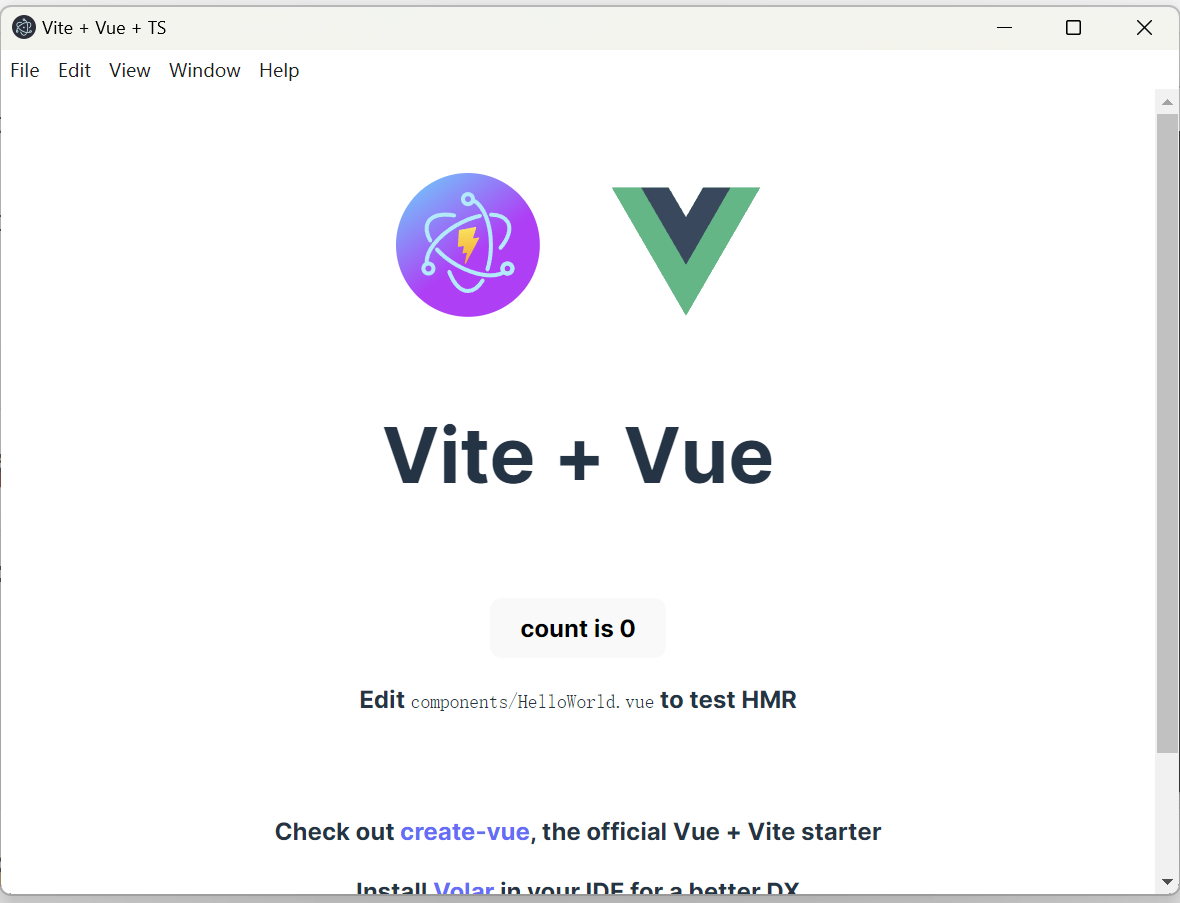 Vite + Vue + TS
File Edit View Window Help
Vite + Vue
count is 0
Edit components/HelloWorld.vue to test HMR
Check out create-vue, the official Vue + Vite starter
Install Volar in your IDE for a better DX